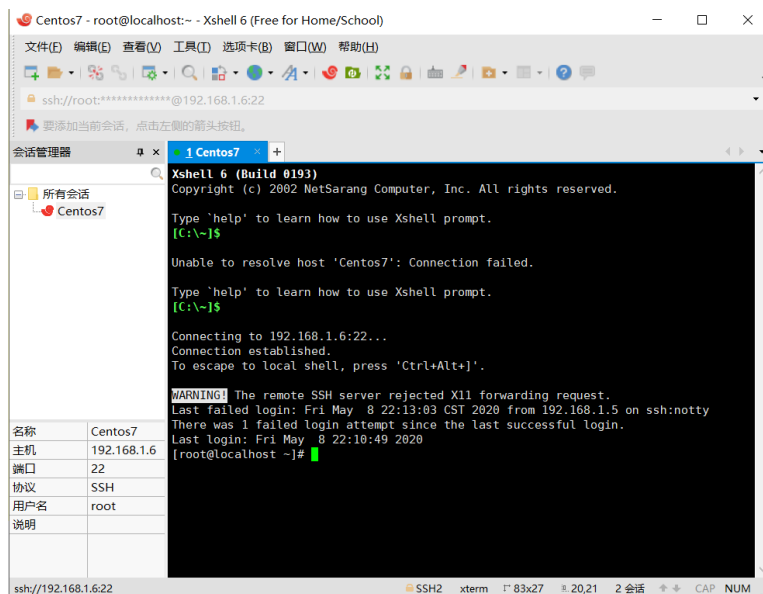 Centos7 - root@localhost:~ - Xshell 6 (Free for Home/School)
文件(F) 编辑(E) 查看(V) 工具(T) 选项卡(B) 窗口(W) 帮助(H)
ssh://root:*************@192.168.1.6:22
要添加当前会话，点击左侧的箭头按钮。
会话管理器
1 Centos7
所有会话
Centos7
Xshell 6 (Build 0193)
Copyright (c) 2002 NetSarang Computer, Inc. All rights reserved.
Type `help' to learn how to use Xshell prompt.
[C:\~]$
Unable to resolve host 'Centos7': Connection failed.
Type `help' to learn how to use Xshell prompt.
[C:\~]$
Connecting to 192.168.1.6:22...
Connection established.
To escape to local shell, press 'Ctrl+Alt+]'.
WARNING! The remote SSH server rejected X11 forwarding request.
Last failed login: Fri May  8 22:13:03 CST 2020 from 192.168.1.5 on ssh:notty
There was 1 failed login attempt since the last successful login.
Last login: Fri May  8 22:10:49 2020
[root@localhost ~]#
名称 Centos7
主机 192.168.1.6
端口 22
协议 SSH
用户名 root
说明
ssh://192.168.1.6:22 SSH2 xterm 83x27 20,21 2 会话 CAP NUM